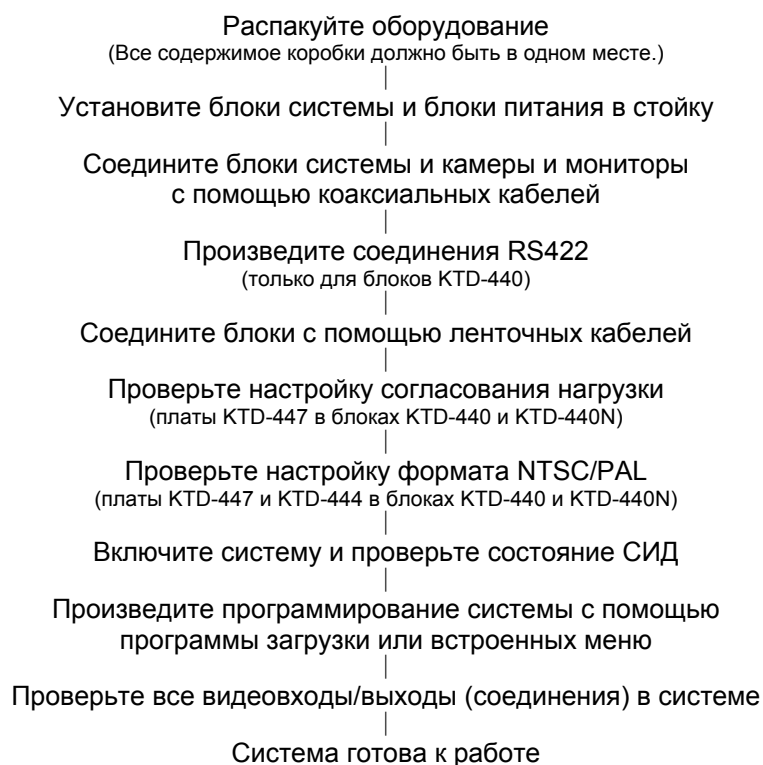 Распакуйте оборудование
(Все содержимое коробки должно быть в одном месте.)
Установите блоки системы и блоки питания в стойку
Соедините блоки системы и камеры и мониторы
с помощью коаксиальных кабелей
Произведите соединения RS422
(только для блоков KTD-440)
Соедините блоки с помощью ленточных кабелей
Проверьте настройку согласования нагрузки
(платы KTD-447 в блоках KTD-440 и KTD-440N)
Проверьте настройку формата NTSC/PAL
(платы KTD-447 и KTD-444 в блоках KTD-440 и KTD-440N)
Включите систему и проверьте состояние СИД
Произведите программирование системы с помощью
программы загрузки или встроенных меню
Проверьте все видеовходы/выходы (соединения) в системе
Система готова к работе